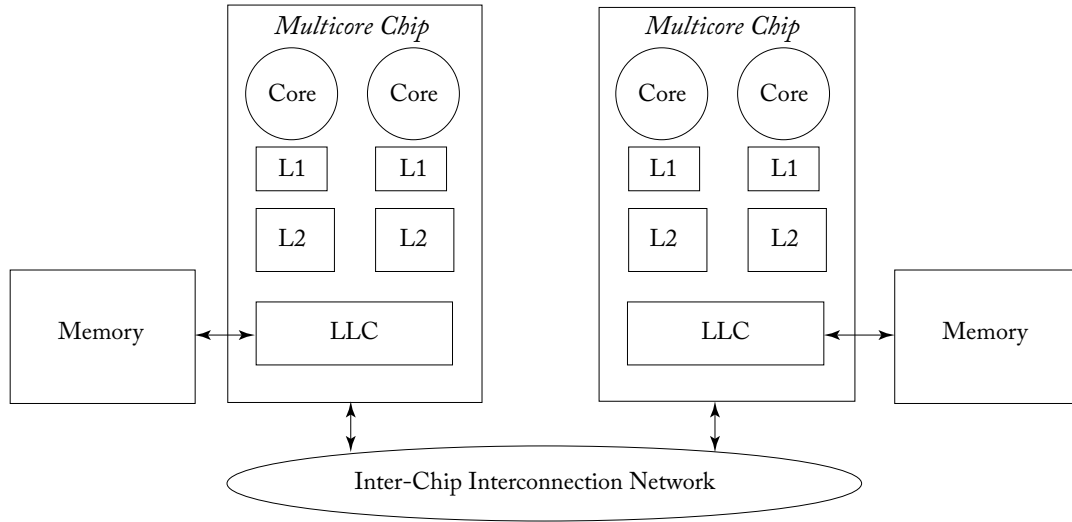 Multicore Chip
Core Core
L1 L1
L2 L2
LLC
Memory
Multicore Chip
Core Core
L1 L1
L2 L2
LLC
Memory
Inter-Chip Interconnection Network